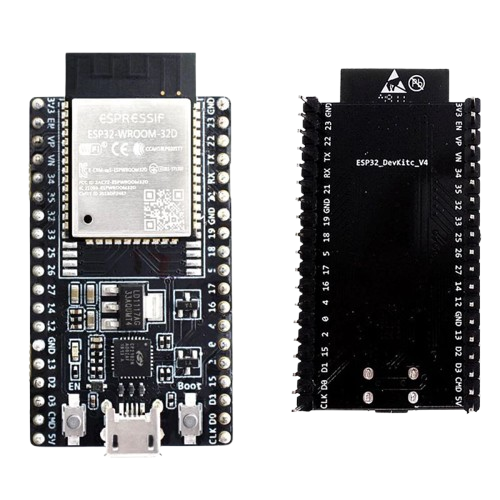 3V3
EN
VP
VN
34
35
32
33
25
26
27
14
12
GND
13
D2
D3
CMD
5V
ESPRESSIF
ESP32-WROOM-32D
EN
Boot
GND
23
22
TX
RX
21
GND
19
18
5
17
16
4
0
2
15
D1
D0
CLK
GND
23
22
TX
RX
21
GND
19
18
5
17
16
4
0
2
15
D1
D0
CLK
ESP32_DevKitc_V4
3V3
EN
VP
VN
34
35
32
33
25
26
27
14
12
GND
13
D2
D3
CMD
5V